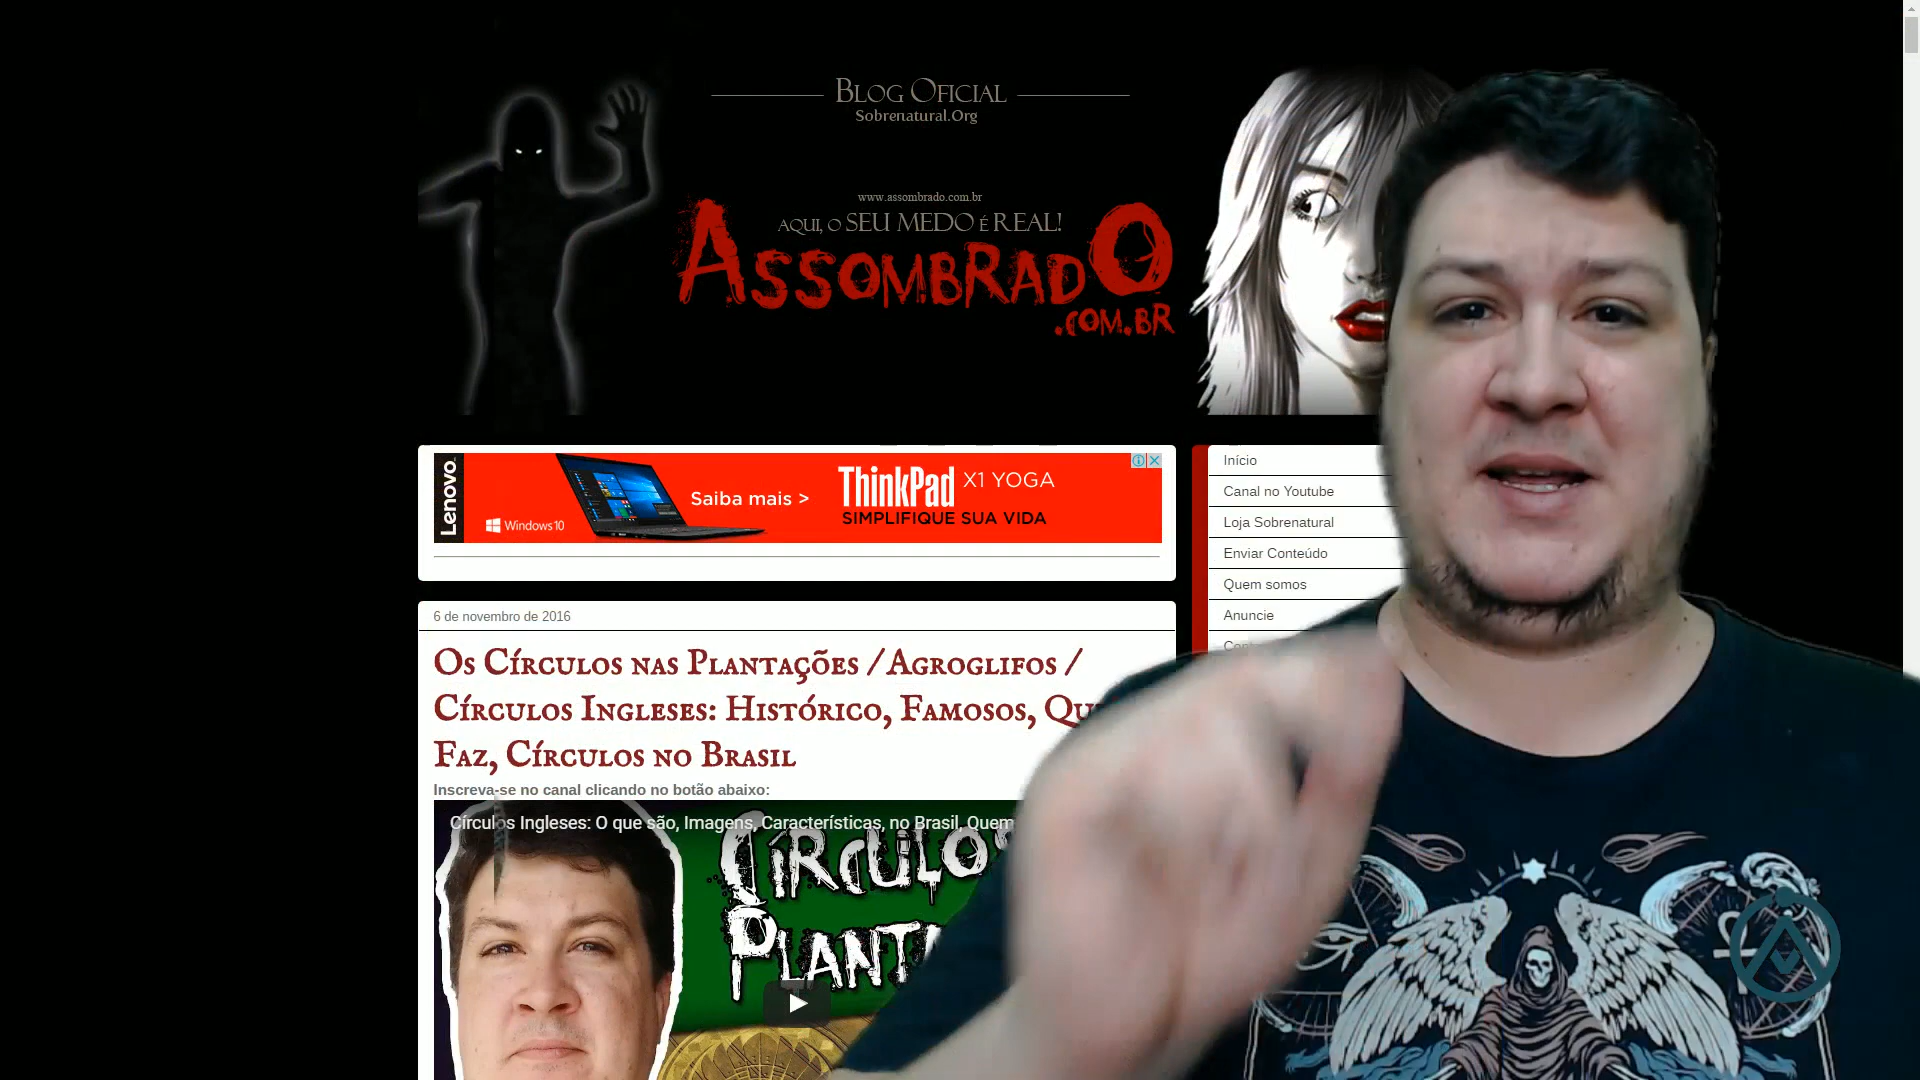 Blog Oficial
Sobrenatural.Org
www.assombrado.com.br
AQUI, O SEU MEDO É REAL!
ASSOMBRADO
.COM.BR
Lenovo
Windows 10
Saiba mais >
ThinkPad X1 YOGA
SIMPLIFIQUE SUA VIDA
Início
Canal no Youtube
Loja Sobrenatural
Enviar Conteúdo
Quem somos
Anuncie
6 de novembro de 2016
Os Círculos nas Plantações / Agroglifos /
Círculos Ingleses: Histórico, Famosos,
Faz, Círculos no Brasil
Inscreva-se no canal clicando no botão abaixo:
Círculos Ingleses: O que são, Imagens, Características, no Brasil, Quem
CÍRCULOS